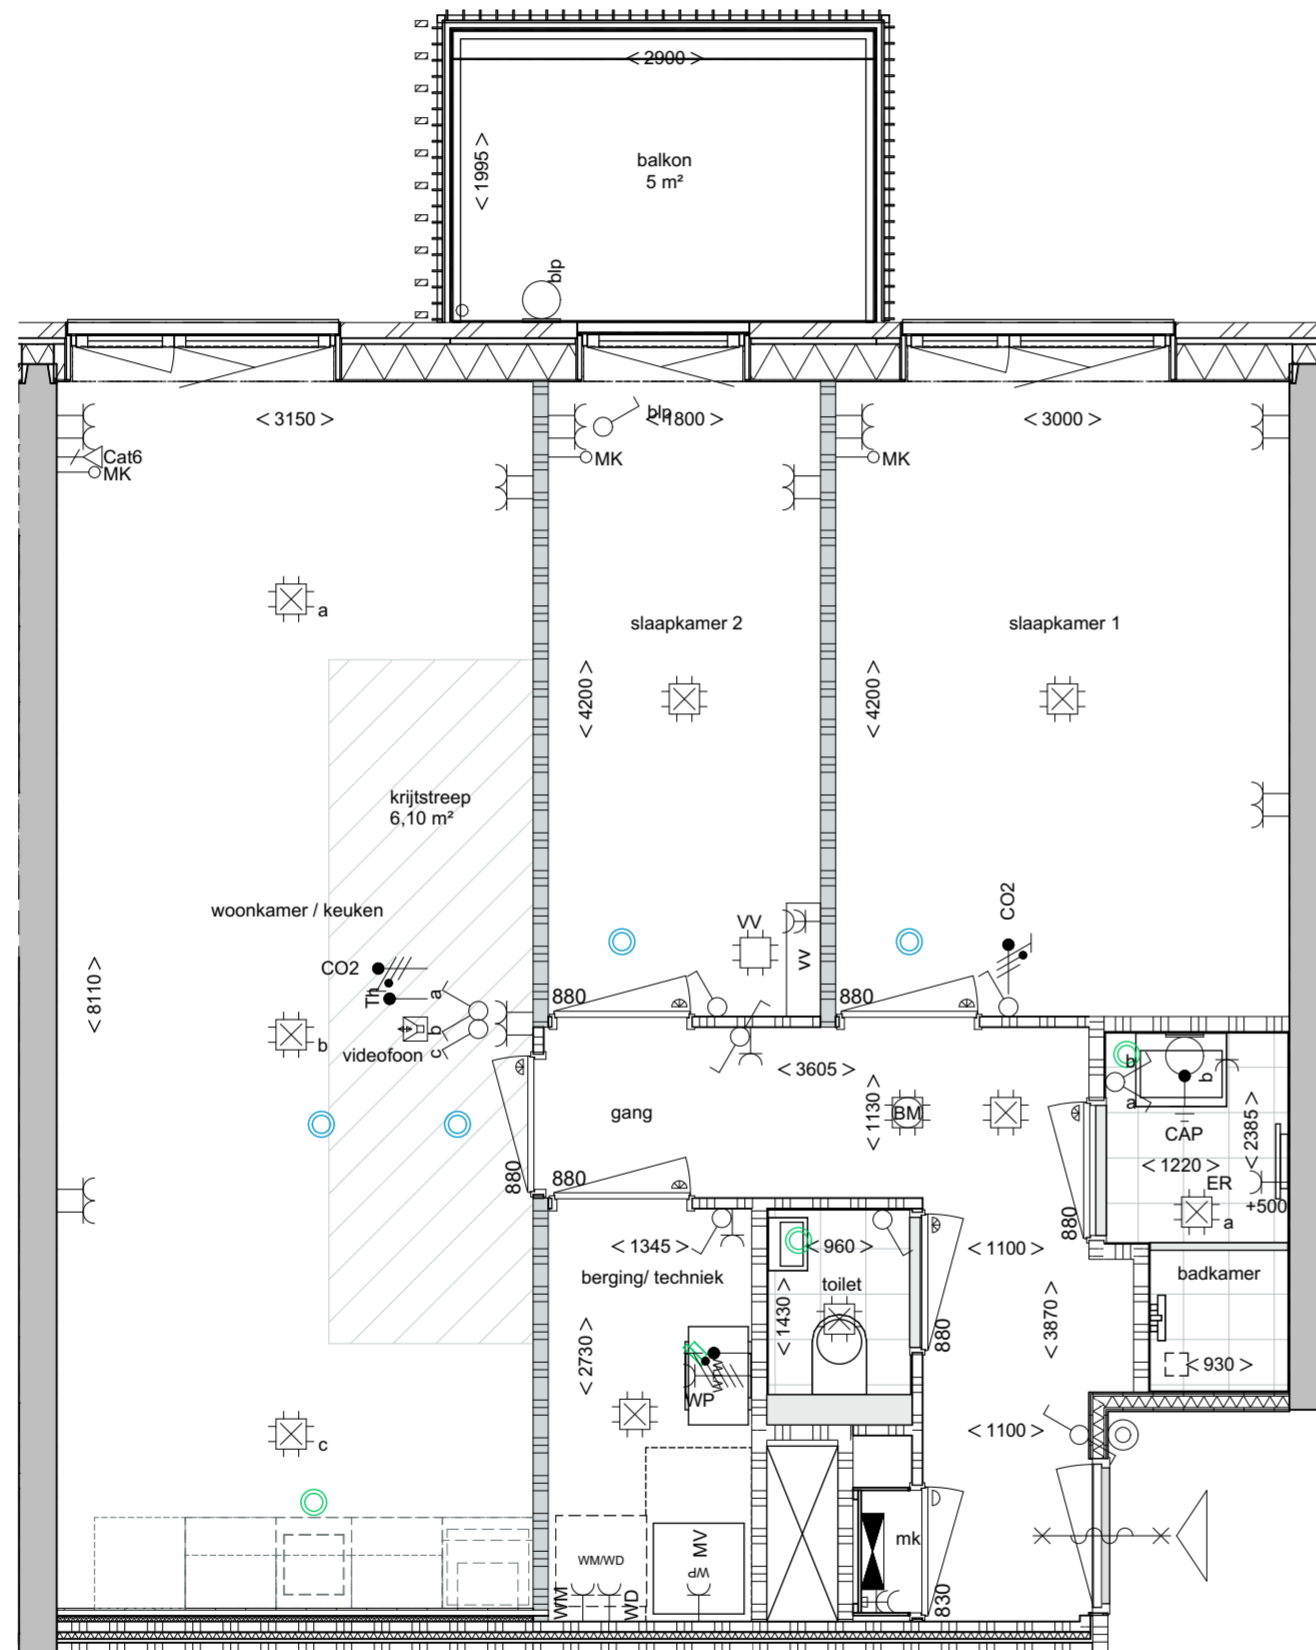 < 2900 >
< 1995 >
balkon
5 m²
blp
< 3150 >
blp
< 1800 >
< 3000 >
Cat6
MK
MK
MK
a
slaapkamer 2
slaapkamer 1
< 4200 >
< 4200 >
krijtstreep
6,10 m²
woonkamer / keuken
VV
VV
CO2
CO2
Th
a
b
c
videofoon
b
< 8110 >
880
880
< 3605 >
gang
< 1130 >
BM
880
880
b
a
b
CAP
< 2385 >
< 1220 >
ER
+500
a
880
< 1345 >
berging/ techniek
< 960 >
toilet
< 1430 >
< 1100 >
badkamer
880
< 3870 >
< 930 >
< 2730 >
WTW
WP
c
< 1100 >
WM/WD
MV
WP
mk
WM
WD
830